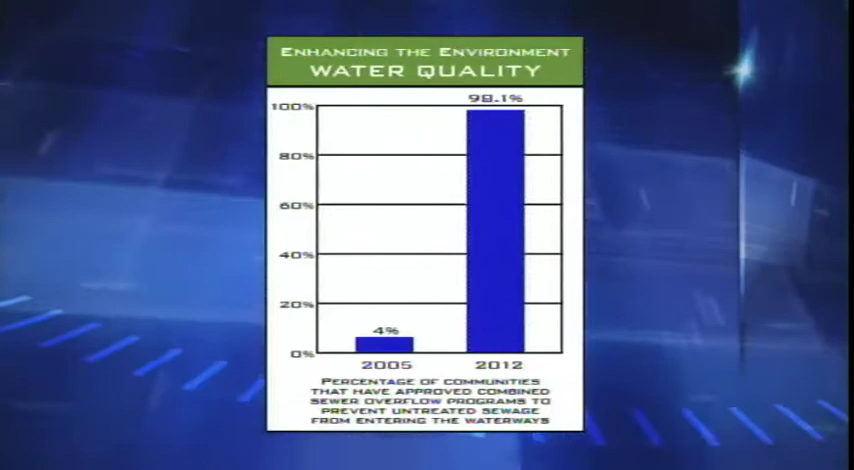 ENHANCING THE ENVIRONMENT
WATER QUALITY
98.1%
100%
80%
60%
40%
20%
4%
0%
2005 2012
PERCENTAGE OF COMMUNITIES
THAT HAVE APPROVED COMBINED
SEWER OVERFLOW PROGRAMS TO
PREVENT UNTREATED SEWAGE
FROM ENTERING THE WATERWAYS